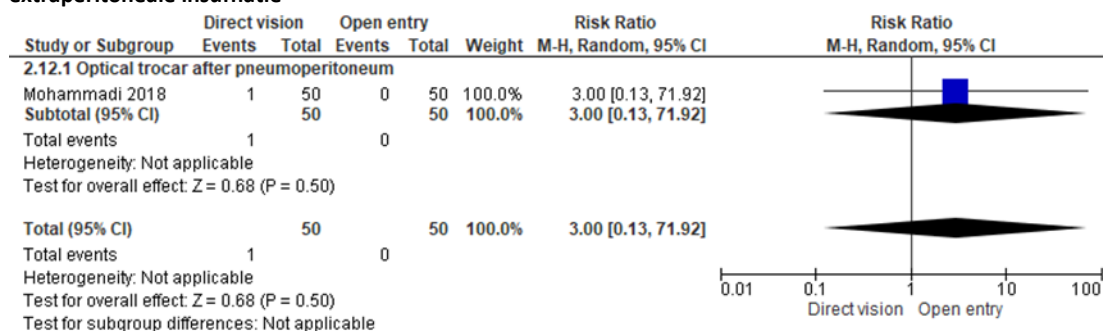 extraperitoneale insufflatie
Direct vision Open entry Risk Ratio Risk Ratio
Study or Subgroup Events Total Events Total Weight M-H, Random, 95% CI M-H, Random, 95% CI
2.12.1 Optical trocar after pneumoperitoneum
Mohammadi 2018 1 50 0 50 100.0% 3.00 [0.13, 71.92]
Subtotal (95% CI) 50 50 100.0% 3.00 [0.13, 71.92]
Total events 1 0
Heterogeneity: Not applicable
Test for overall effect: Z = 0.68 (P = 0.50)
Total (95% CI) 50 50 100.0% 3.00 [0.13, 71.92]
Total events 1 0
Heterogeneity: Not applicable
Test for overall effect: Z = 0.68 (P = 0.50)
Test for subgroup differences: Not applicable
0.01 0.1 1 10 100
Direct vision Open entry